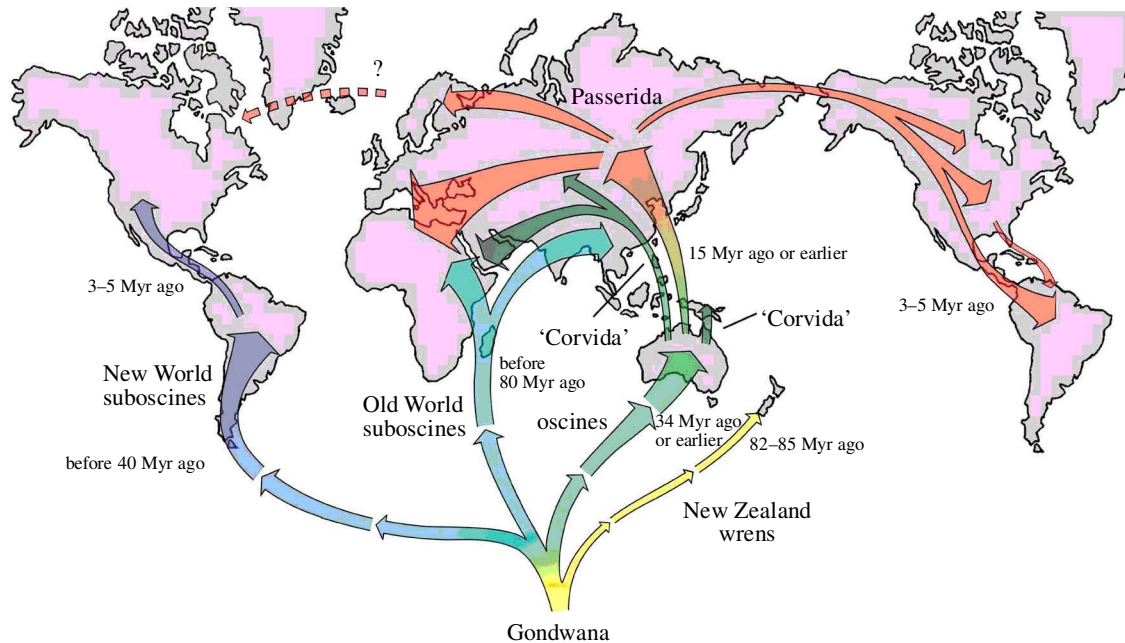 ?
Passerida
3–5 Myr ago
15 Myr ago or earlier
3–5 Myr ago
‘Corvida’
‘Corvida’
New World
suboscines
before
80 Myr ago
Old World
suboscines
oscines
34 Myr ago
or earlier
82–85 Myr ago
before 40 Myr ago
New Zealand
wrens
Gondwana